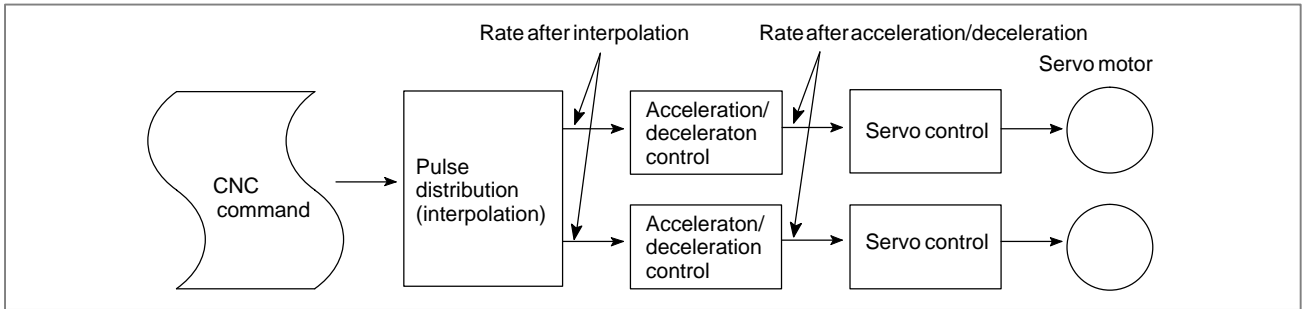 Rate after interpolation
Rate after acceleration/deceleration
Servo motor
CNC
command
Pulse
distribution
(interpolation)
Acceleration/
deceleraton
control
Servo control
Acceleraton/
deceleration
control
Servo control